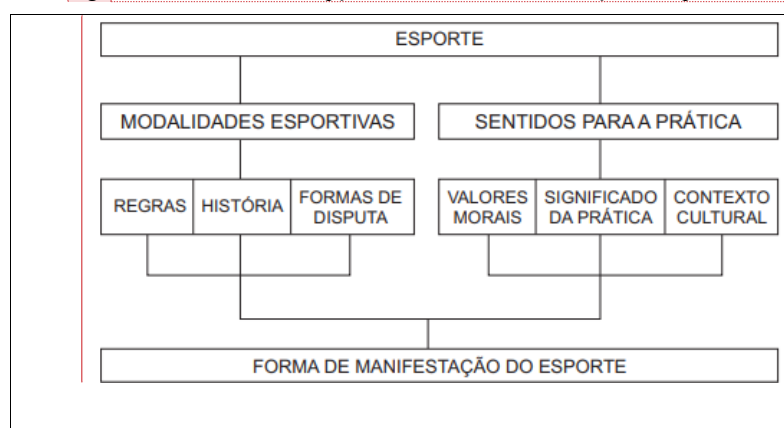 ESPORTE
MODALIDADES ESPORTIVAS
SENTIDOS PARA A PRÁTICA
REGRAS
HISTÓRIA
FORMAS DE
DISPUTA
VALORES
MORAIS
SIGNIFICADO
DA PRÁTICA
CONTEXTO
CULTURAL
FORMA DE MANIFESTAÇÃO DO ESPORTE